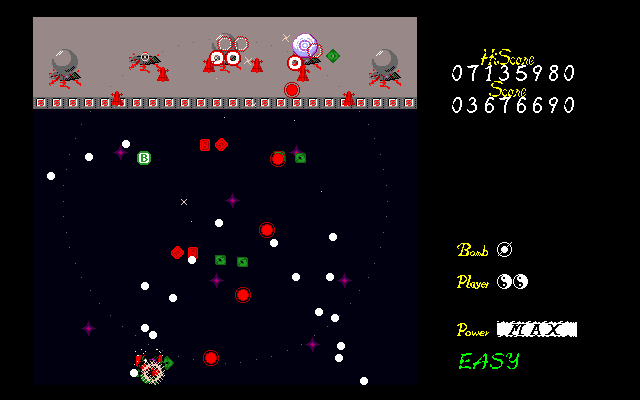 HiScore
07135980
Score
03676690
B
Bomb
Player
Power MAX
EASY